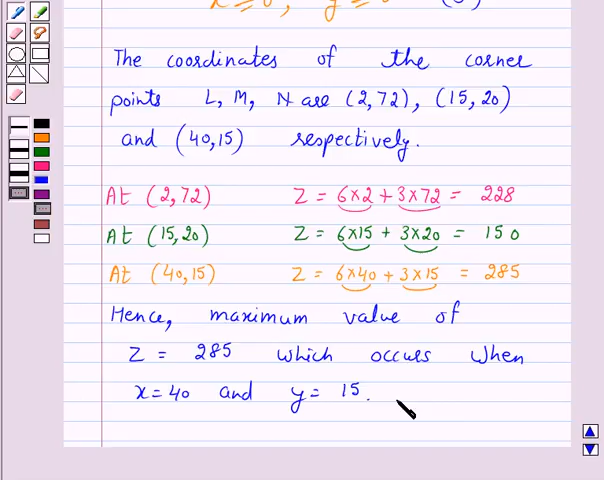 The coordinates of the corner
points L, M, N are (2,72), (15,20)
and (40,15) respectively.
At (2,72) Z = 6×2 + 3×72 = 228
At (15,20) Z = 6×15 + 3×20 = 150
At (40,15) Z = 6×40 + 3×15 = 285
Hence, maximum value of
Z = 285 which occurs when
x=40 and y= 15.